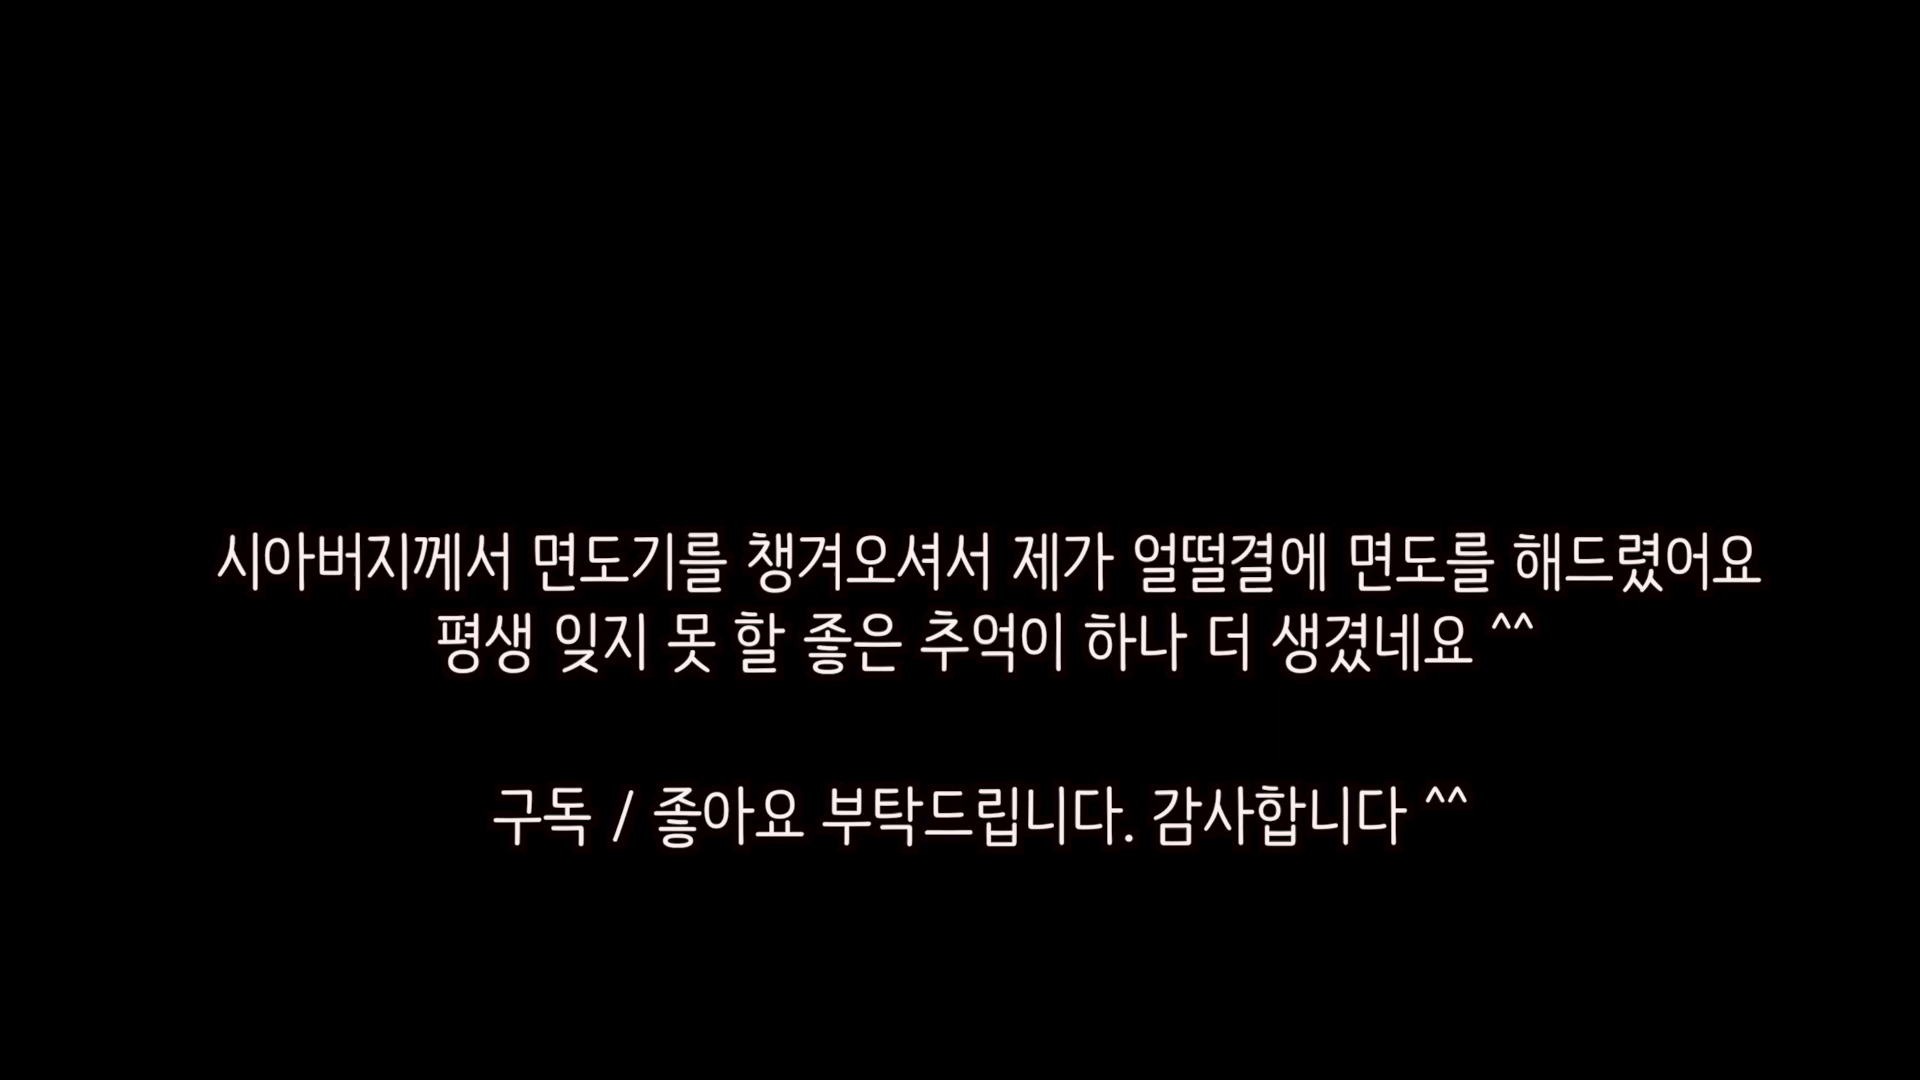 시아버지께서 면도기를 챙겨오셔서 제가 얼떨결에 면도를 해드렸어요
평생 잊지 못 할 좋은 추억이 하나 더 생겼네요 ^^
구독 / 좋아요 부탁드립니다. 감사합니다 ^^